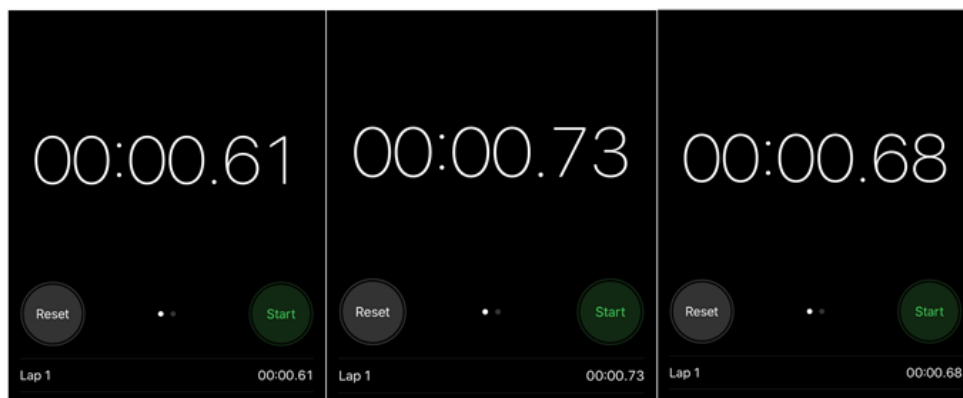 00:00.61
Reset
Start
Lap 1 00:00.61
00:00.73
Reset
Start
Lap 1 00:00.73
00:00.68
Reset
Start
Lap 1 00:00.68